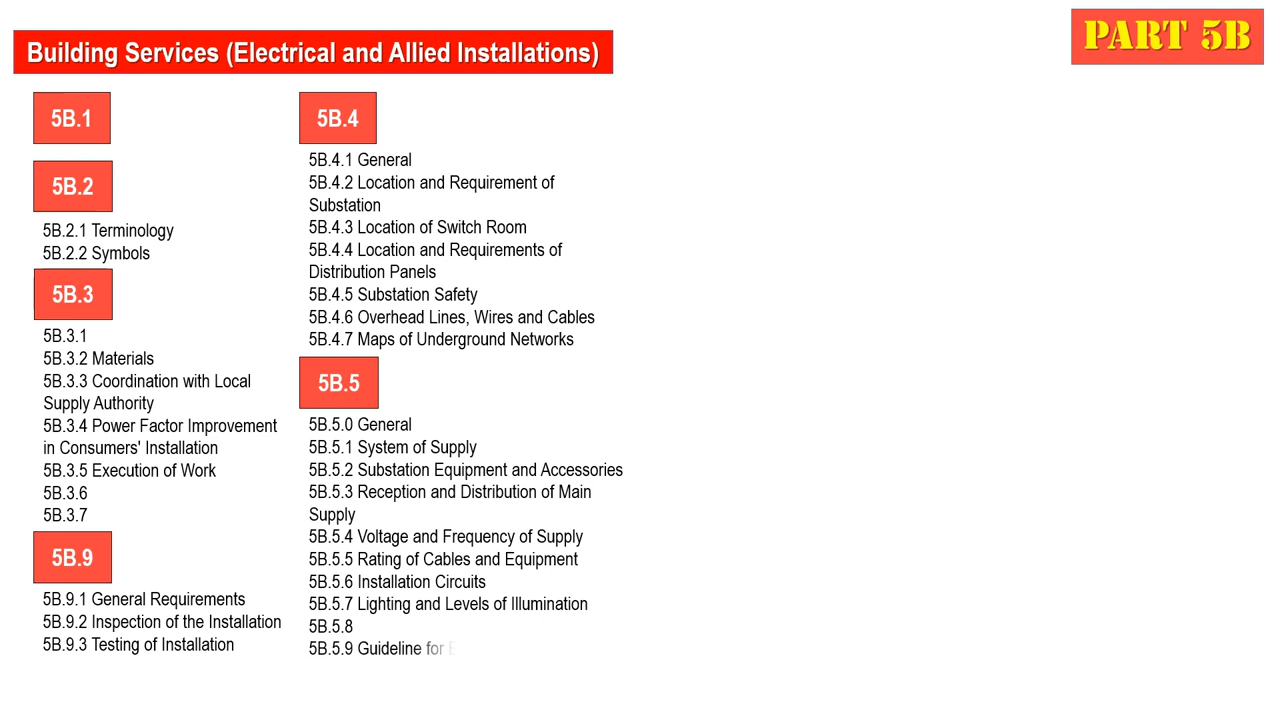 PART 5B
Building Services (Electrical and Allied Installations)
5B.1
5B.2
5B.2.1 Terminology
5B.2.2 Symbols
5B.3
5B.3.1
5B.3.2 Materials
5B.3.3 Coordination with Local
Supply Authority
5B.3.4 Power Factor Improvement
in Consumers' Installation
5B.3.5 Execution of Work
5B.3.6
5B.3.7
5B.9
5B.9.1 General Requirements
5B.9.2 Inspection of the Installation
5B.9.3 Testing of Installation
5B.4
5B.4.1 General
5B.4.2 Location and Requirement of
Substation
5B.4.3 Location of Switch Room
5B.4.4 Location and Requirements of
Distribution Panels
5B.4.5 Substation Safety
5B.4.6 Overhead Lines, Wires and Cables
5B.4.7 Maps of Underground Networks
5B.5
5B.5.0 General
5B.5.1 System of Supply
5B.5.2 Substation Equipment and Accessories
5B.5.3 Reception and Distribution of Main
Supply
5B.5.4 Voltage and Frequency of Supply
5B.5.5 Rating of Cables and Equipment
5B.5.6 Installation Circuits
5B.5.7 Lighting and Levels of Illumination
5B.5.8
5B.5.9 Guideline for